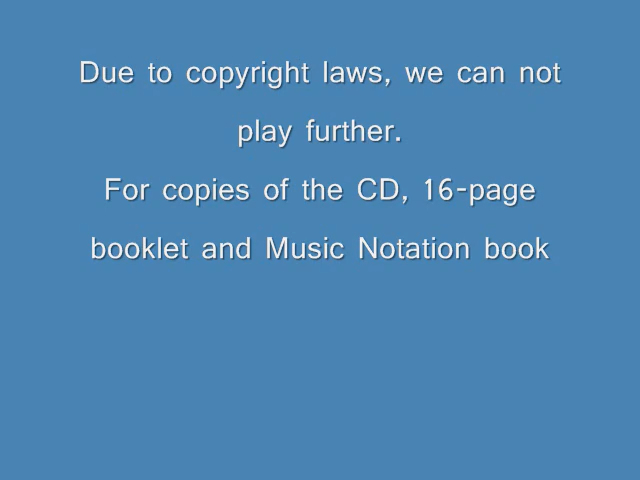 Due to copyright laws, we can not
play further.
For copies of the CD, 16-page
booklet and Music Notation book